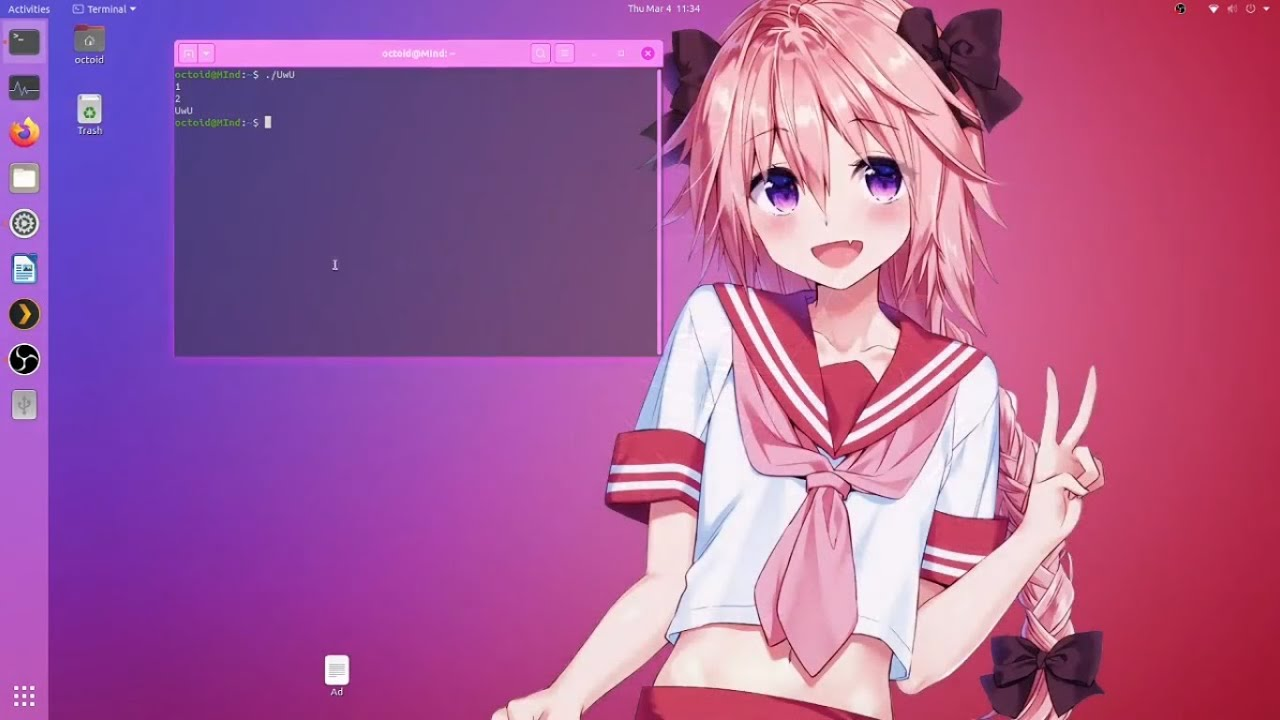 Activities
Terminal
Thu Mar 4 11:34
octoid
Trash
octoid@MInd: ~
octoid@MInd:~$ ./UwU
1
2
UwU
octoid@MInd:~$
Ad